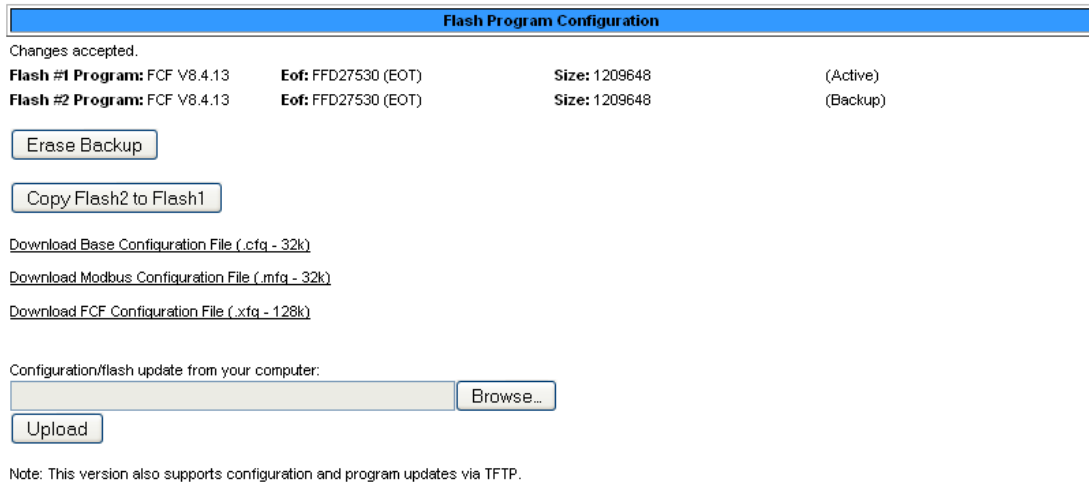 Flash Program Configuration
Changes accepted.
Flash #1 Program: FCF V8.4.13 Eof: FFD27530 (EOT) Size: 1209648 (Active)
Flash #2 Program: FCF V8.4.13 Eof: FFD27530 (EOT) Size: 1209648 (Backup)
Erase Backup
Copy Flash2 to Flash1
Download Base Configuration File (.cfg - 32k)
Download Modbus Configuration File (.mfg - 32k)
Download FCF Configuration File (.xfg - 128k)
Configuration/flash update from your computer:
Browse...
Upload
Note: This version also supports configuration and program updates via TFTP.